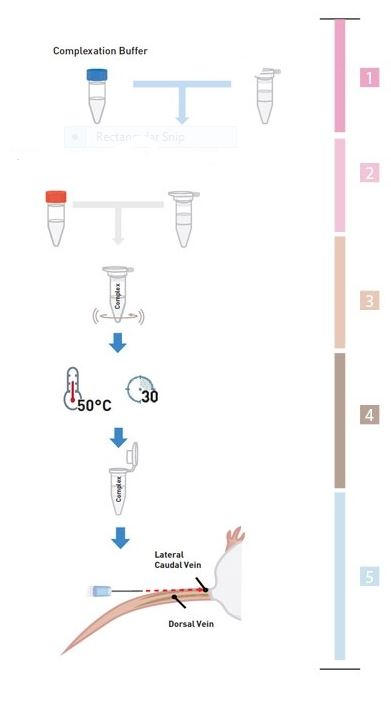 Complexation Buffer
1
Rectangular Snip
2
Complex
3
50°C
30
4
Complex
Lateral
Caudal Vein
5
Dorsal Vein